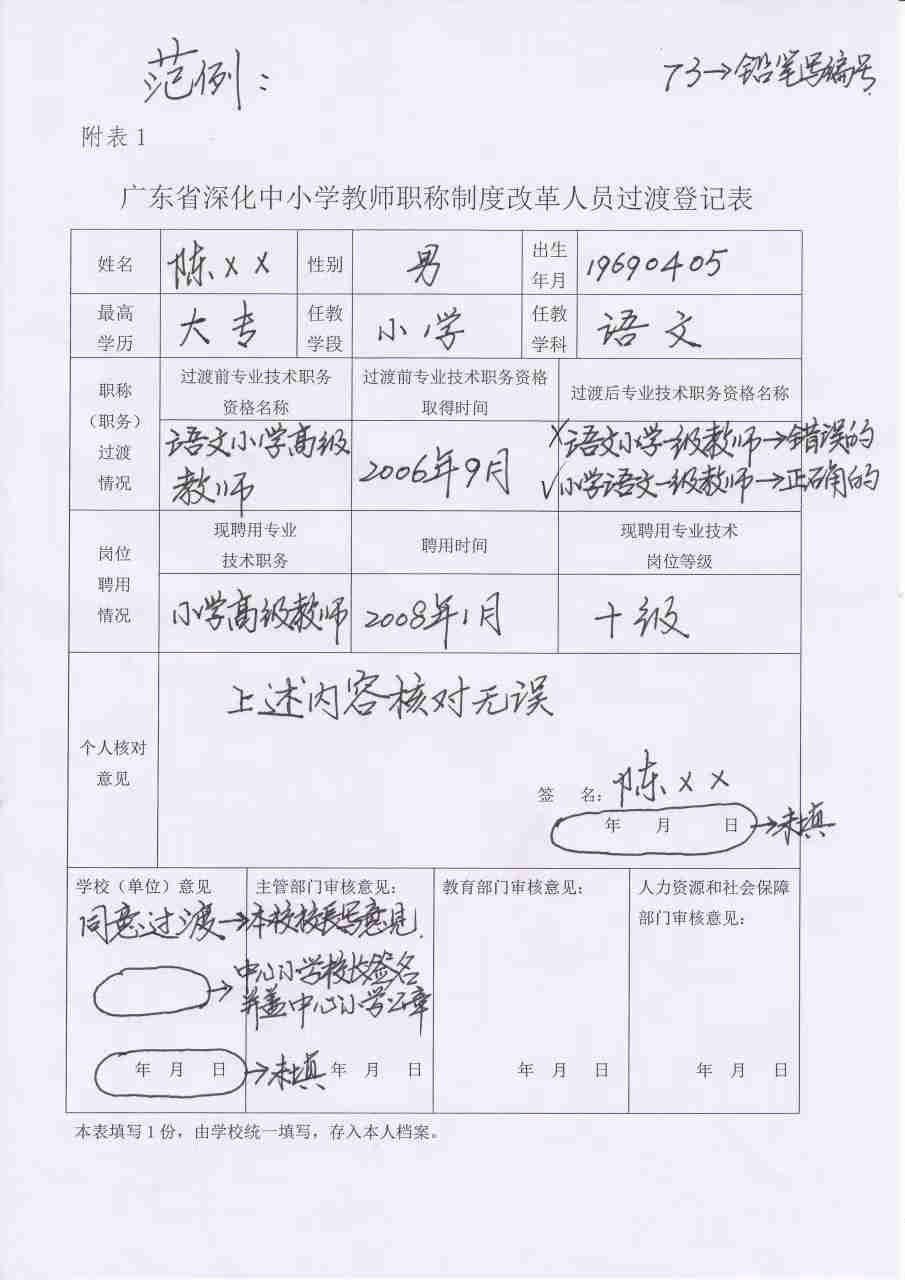 范例:
73→铅笔写编号.
附表1
广东省深化中小学教师职称制度改革人员过渡登记表
姓名
陈××
性别
男
出生
年月
19690405
最高
学历
大专
任教
学段
小学
任教
学科
语文
职称
（职务）
过渡
情况
过渡前专业技术职务
资格名称
过渡前专业技术职务资格
取得时间
过渡后专业技术职务资格名称
语文小学高级
教师
2006年9月
×语文小学一级教师→错误的
√小学语文一级教师→正确的
岗位
聘用
情况
现聘用专业
技术职务
聘用时间
现聘用专业技术
岗位等级
小学高级教师
2008年1月
十级
个人核对
意见
上述内容核对无误
签 名：陈××
年 月 日→未填
学校（单位）意见
同意过渡→本校校长写意见.
→中心小学校长签名
并盖中心小学公章
年 月 日→未填
主管部门审核意见：
年 月 日
教育部门审核意见：
年 月 日
人力资源和社会保障
部门审核意见：
年 月 日
本表填写1份，由学校统一填写，存入本人档案。